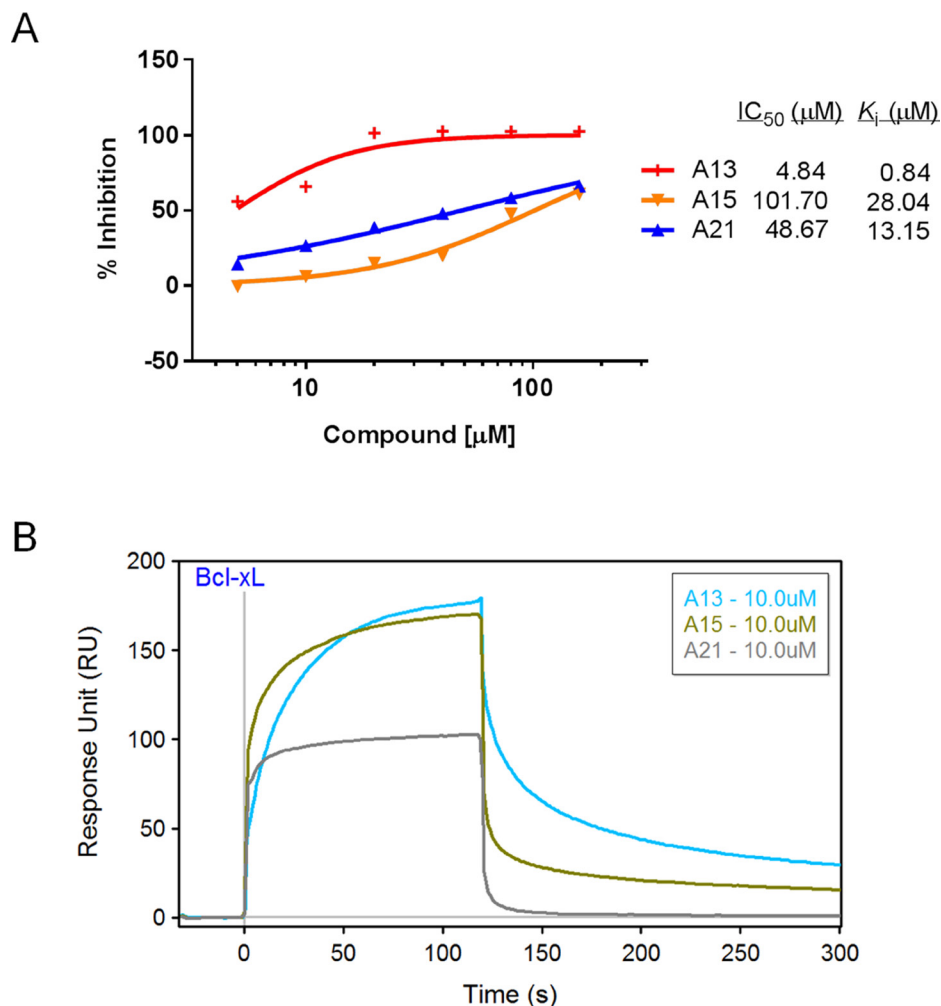 A
150
100
50
0
-50
% Inhibition
10
100
Compound [μM]
IC50 (μM) Ki (μM)
A13 4.84 0.84
A15 101.70 28.04
A21 48.67 13.15
B
200
150
100
50
0
Response Unit (RU)
Bcl-xL
A13 - 10.0uM
A15 - 10.0uM
A21 - 10.0uM
0 50 100 150 200 250 300
Time (s)